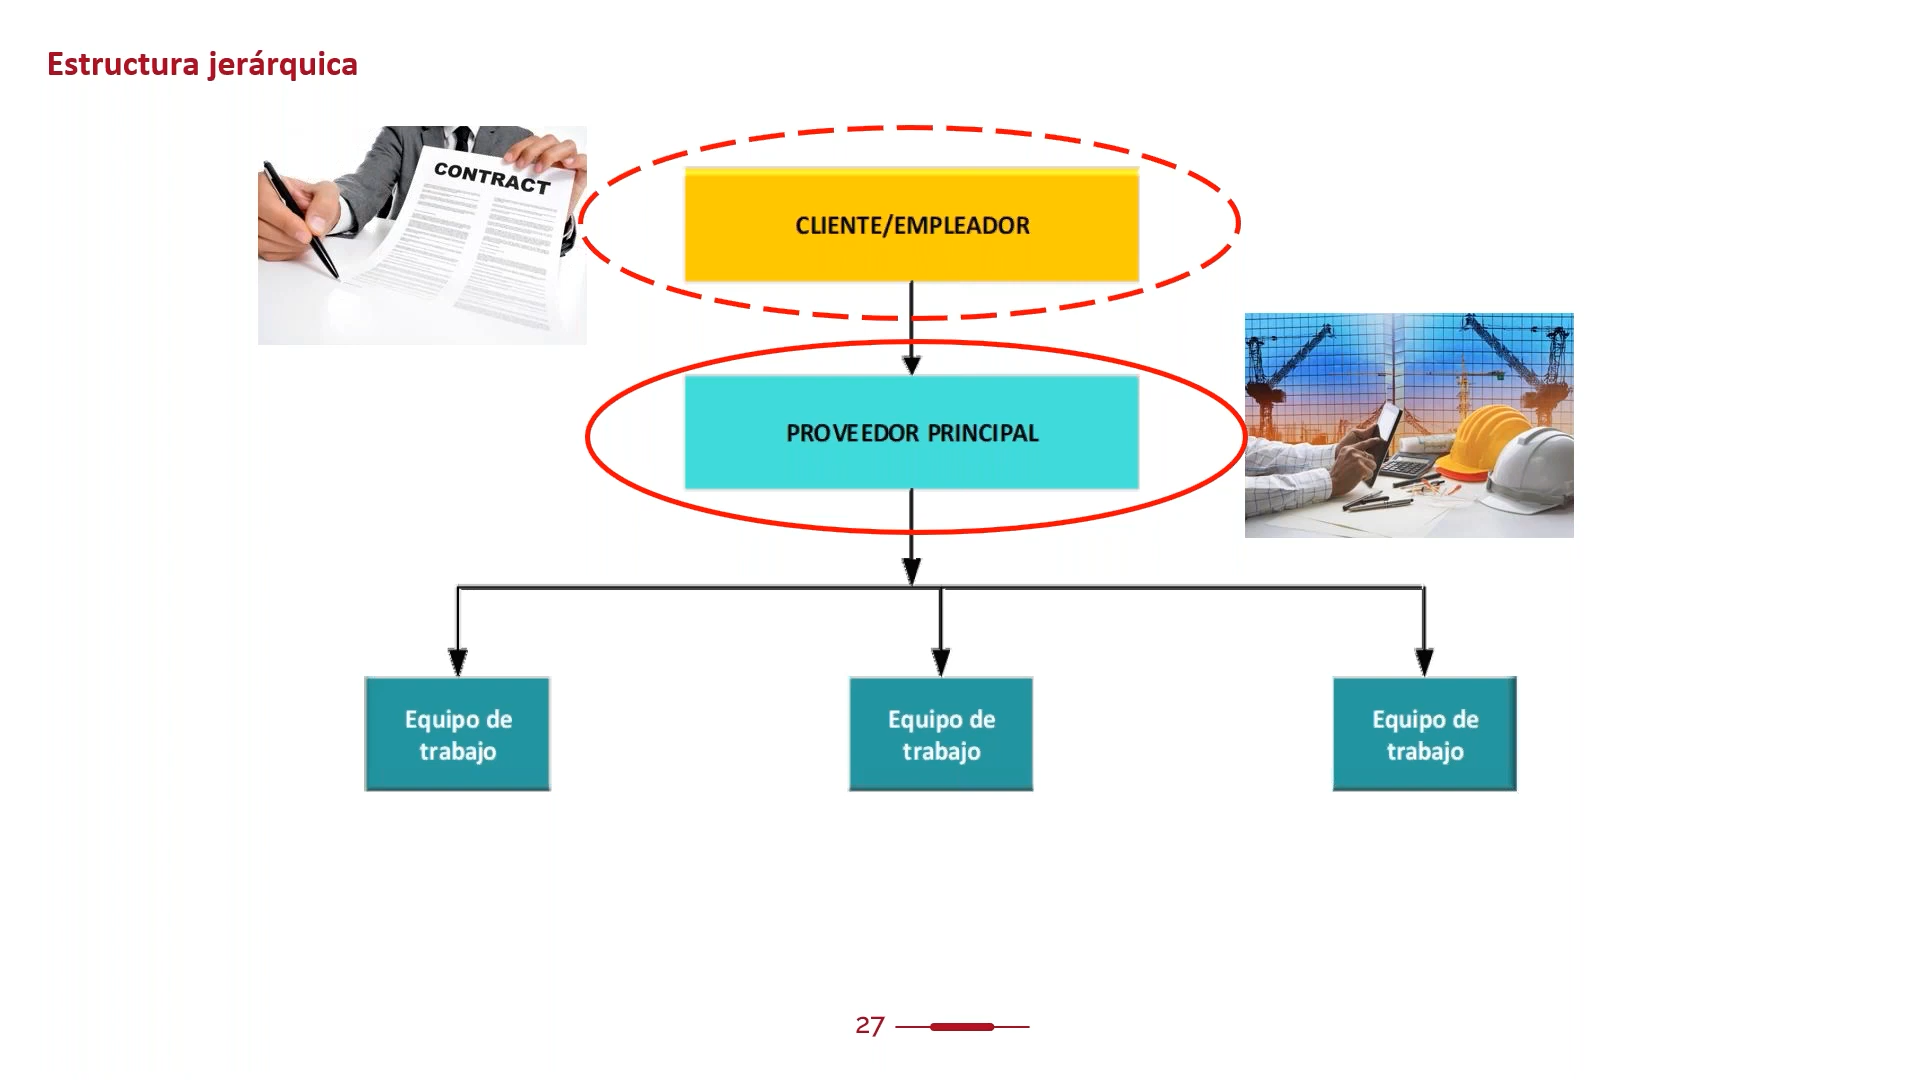 Estructura jerárquica
CONTRACT
CLIENTE/EMPLEADOR
PROVEEDOR PRINCIPAL
Equipo de
trabajo
Equipo de
trabajo
Equipo de
trabajo
27